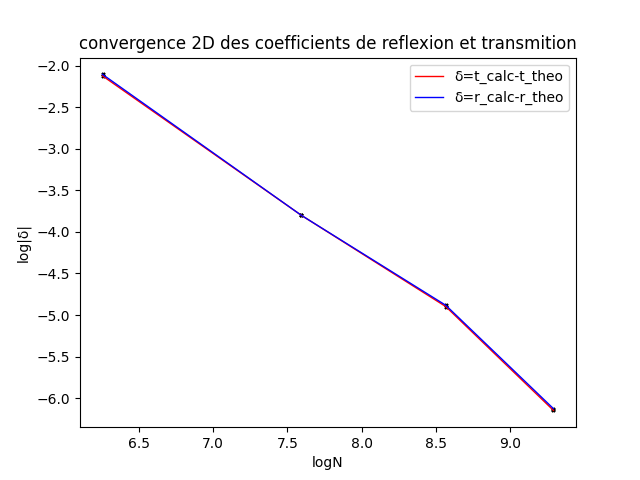 convergence 2D des coefficients de reflexion et transmition
δ=t_calc-t_theo
δ=r_calc-r_theo
log|δ|
−2.0
−2.5
−3.0
−3.5
−4.0
−4.5
−5.0
−5.5
−6.0
6.5 7.0 7.5 8.0 8.5 9.0
logN